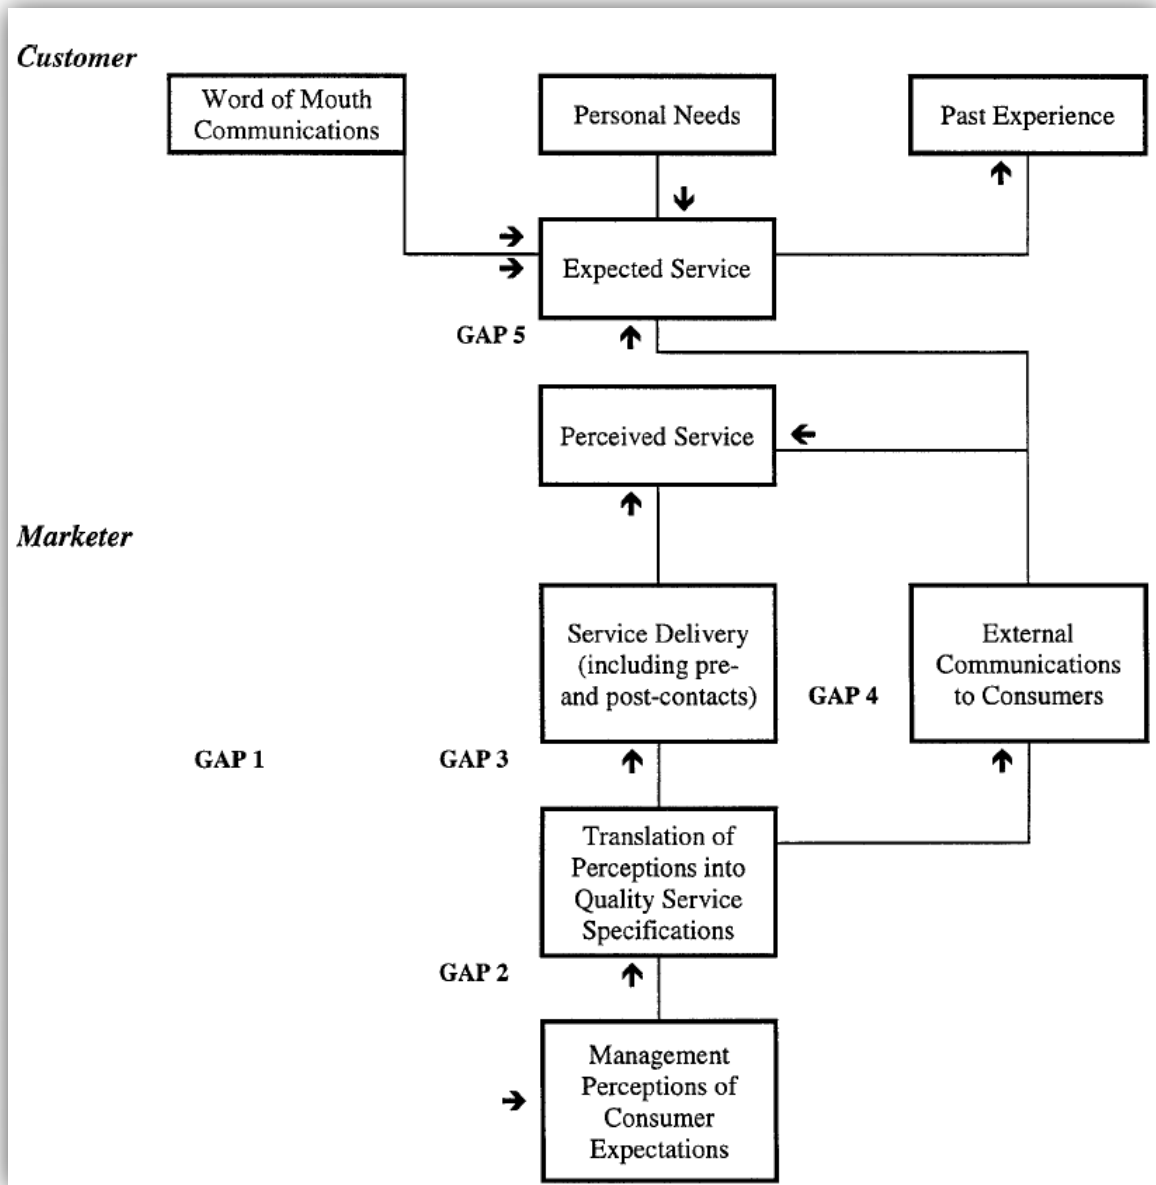 Customer
Word of Mouth
Communications
Personal Needs
Past Experience
Expected Service
GAP 5
Perceived Service
Marketer
Service Delivery
(including pre-
and post-contacts)
GAP 4
External
Communications
to Consumers
GAP 1
GAP 3
Translation of
Perceptions into
Quality Service
Specifications
GAP 2
Management
Perceptions of
Consumer
Expectations